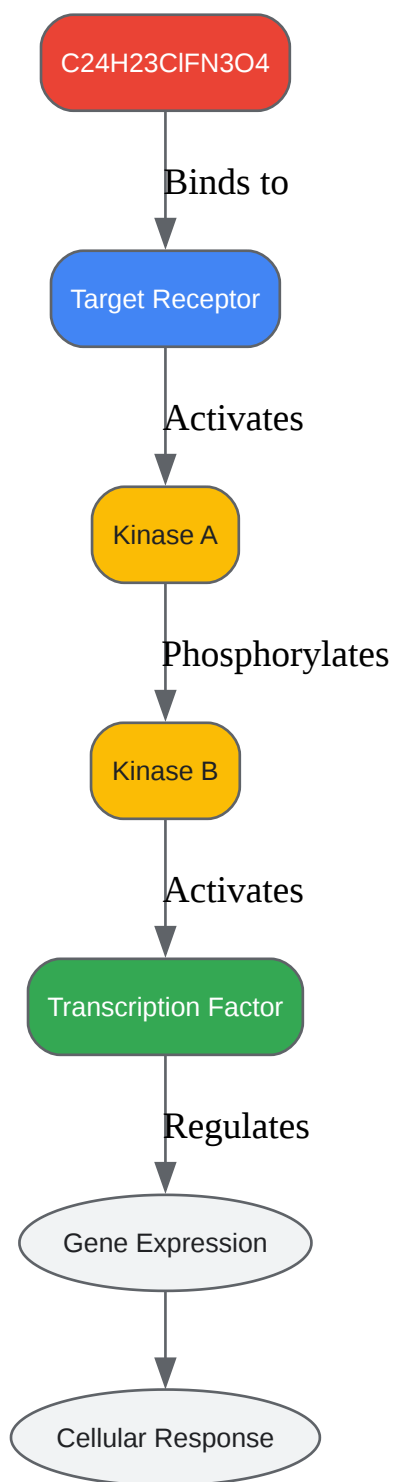 C24H23ClFN3O4
Binds to
Target Receptor
Activates
Kinase A
Phosphorylates
Kinase B
Activates
Transcription Factor
Regulates
Gene Expression
Cellular Response